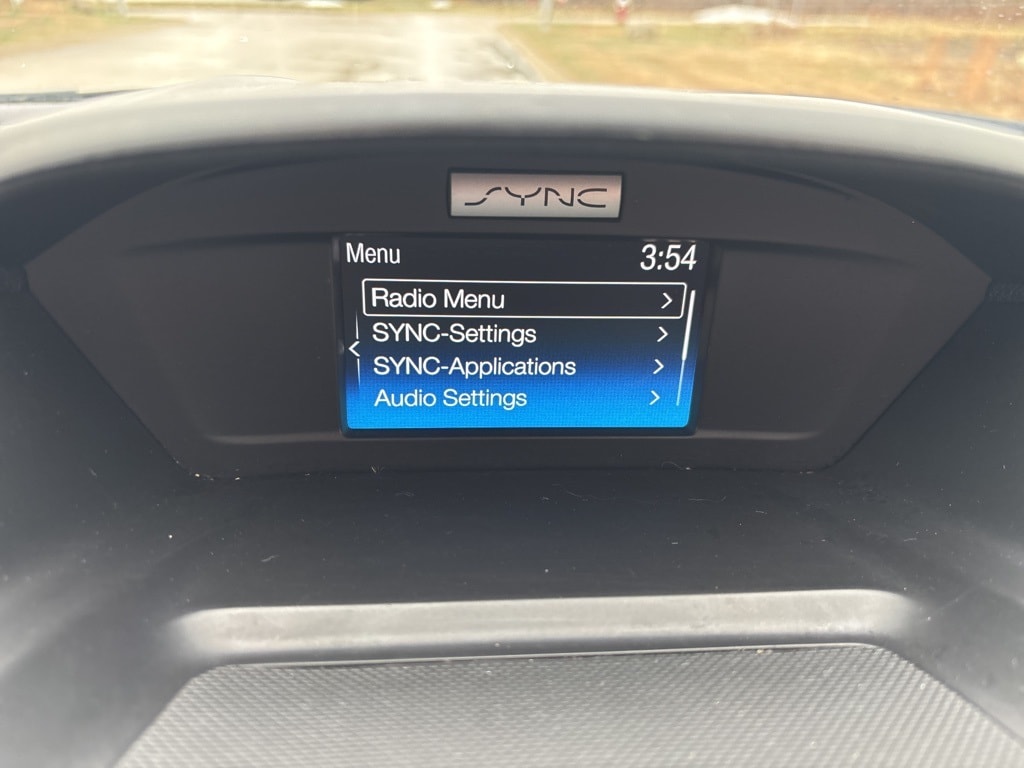 SYNC
Menu 3:54
Radio Menu
SYNC-Settings
SYNC-Applications
Audio Settings